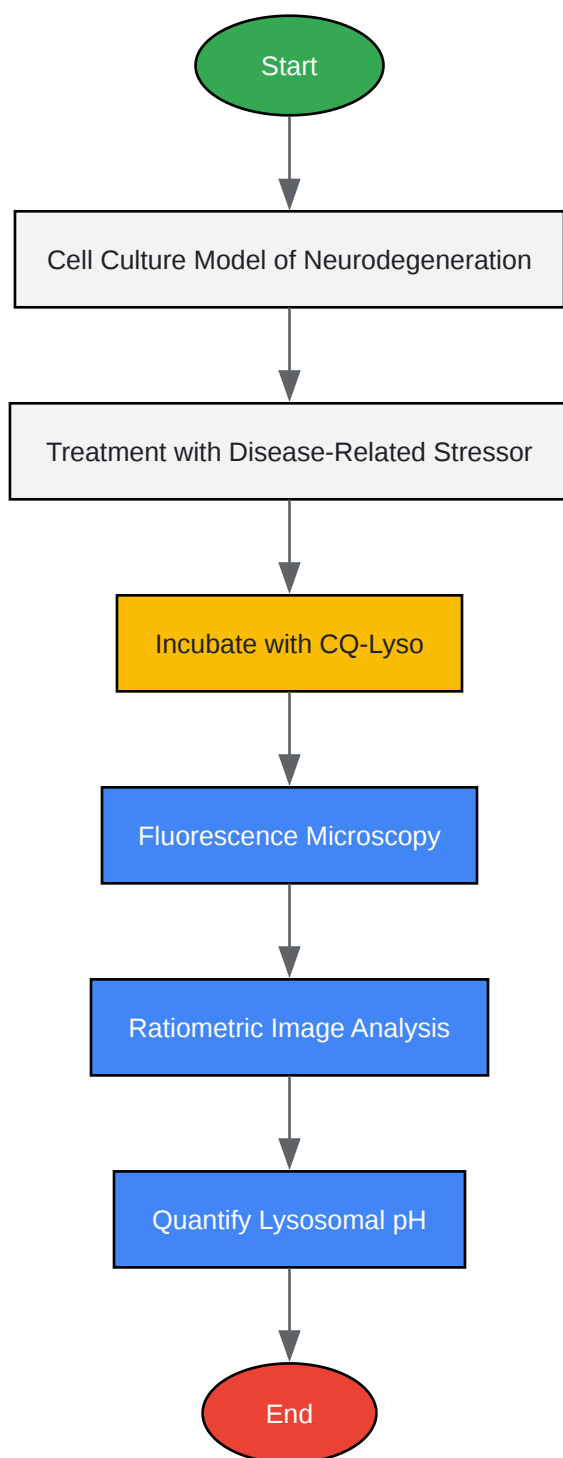 Start
Cell Culture Model of Neurodegeneration
Treatment with Disease-Related Stressor
Incubate with CQ-Lyso
Fluorescence Microscopy
Ratiometric Image Analysis
Quantify Lysosomal pH
End